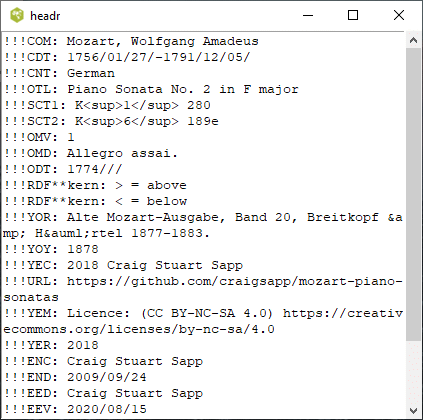 headr
!!!COM: Mozart, Wolfgang Amadeus
!!!CDT: 1756/01/27/-1791/12/05/
!!!CNT: German
!!!OTL: Piano Sonata No. 2 in F major
!!!SCT1: K<sup>1</sup> 280
!!!SCT2: K<sup>6</sup> 189e
!!!OMV: 1
!!!OMD: Allegro assai.
!!!ODT: 1774///
!!!RDF**kern: > = above
!!!RDF**kern: < = below
!!!YOR: Alte Mozart-Ausgabe, Band 20, Breitkopf &a
mp; H&auml;rtel 1877-1883.
!!!YOY: 1878
!!!YEC: 2018 Craig Stuart Sapp
!!!URL: https://github.com/craigsapp/mozart-piano-
sonatas
!!!YEM: Licence: (CC BY-NC-SA 4.0) https://creativ
ecommons.org/licenses/by-nc-sa/4.0
!!!YER: 2018
!!!ENC: Craig Stuart Sapp
!!!END: 2009/09/24
!!!EED: Craig Stuart Sapp
!!!EEV: 2020/08/15